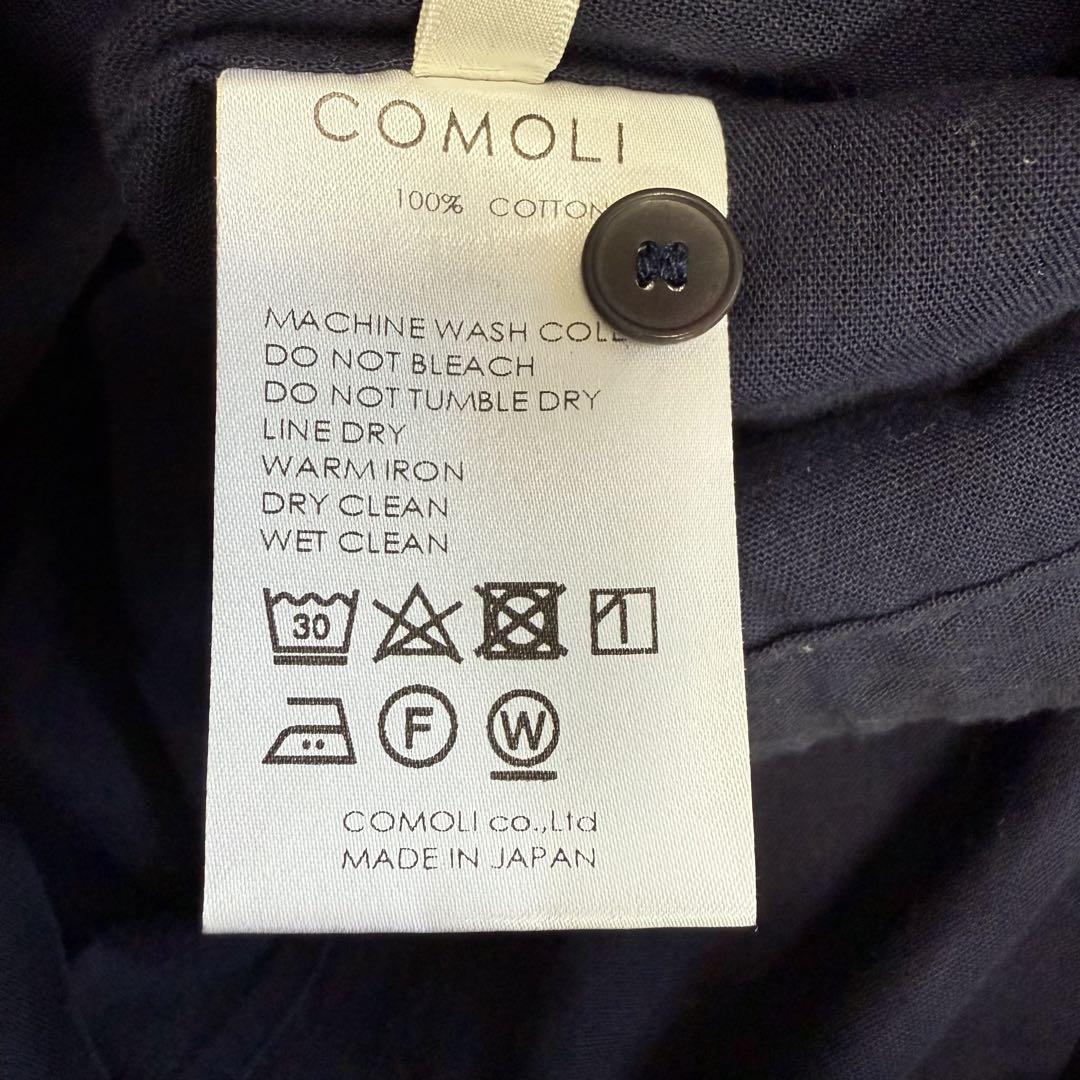 COMOLI
100% COTTON
MACHINE WASH COLD
DO NOT BLEACH
DO NOT TUMBLE DRY
LINE DRY
WARM IRON
DRY CLEAN
WET CLEAN
30
F W
COMOLI co.,Ltd
MADE IN JAPAN